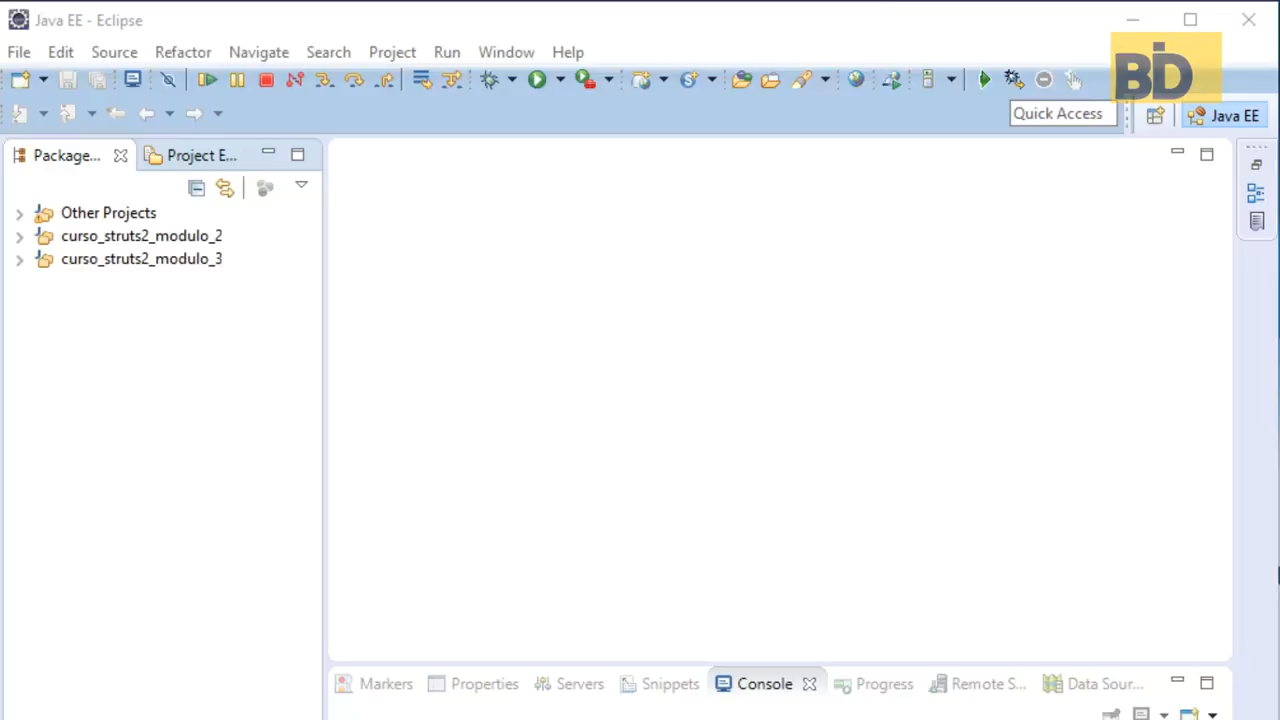 Java EE - Eclipse
File Edit Source Refactor Navigate Search Project Run Window Help
BD
Quick Access
Java EE
Package... Project E...
Other Projects
curso_struts2_modulo_2
curso_struts2_modulo_3
Markers Properties Servers Snippets Console Progress Remote S... Data Sour...